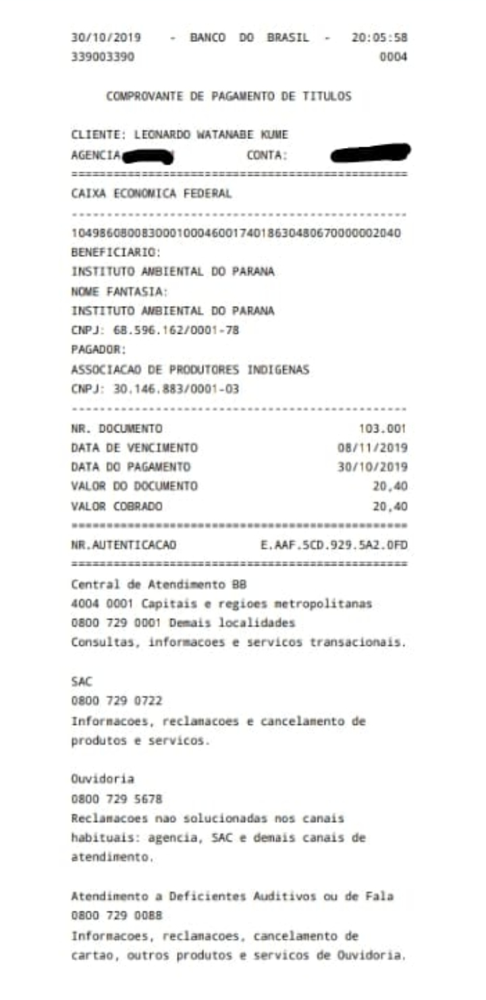 30/10/2019 - BANCO DO BRASIL - 20:05:58
339003390 0004
COMPROVANTE DE PAGAMENTO DE TITULOS
CLIENTE: LEONARDO WATANABE KUME
AGENCIA CONTA:
================================================
CAIXA ECONOMICA FEDERAL
------------------------------------------------
10498608008300010004600174018630480670000002040
BENEFICIARIO:
INSTITUTO AMBIENTAL DO PARANA
NOME FANTASIA:
INSTITUTO AMBIENTAL DO PARANA
CNPJ: 68.596.162/0001-78
PAGADOR:
ASSOCIACAO DE PRODUTORES INDIGENAS
CNPJ: 30.146.883/0001-03
------------------------------------------------
NR. DOCUMENTO 103.001
DATA DE VENCIMENTO 08/11/2019
DATA DO PAGAMENTO 30/10/2019
VALOR DO DOCUMENTO 20,40
VALOR COBRADO 20,40
================================================
NR.AUTENTICACAO E.AAF.5CD.929.5A2.0FD
================================================
Central de Atendimento BB
4004 0001 Capitais e regioes metropolitanas
0800 729 0001 Demais localidades
Consultas, informacoes e servicos transacionais.
SAC
0800 729 0722
Informacoes, reclamacoes e cancelamento de
produtos e servicos.
Ouvidoria
0800 729 5678
Reclamacoes nao solucionadas nos canais
habituais: agencia, SAC e demais canais de
atendimento.
Atendimento a Deficientes Auditivos ou de Fala
0800 729 0088
Informacoes, reclamacoes, cancelamento de
cartao, outros produtos e servicos de Ouvidoria.